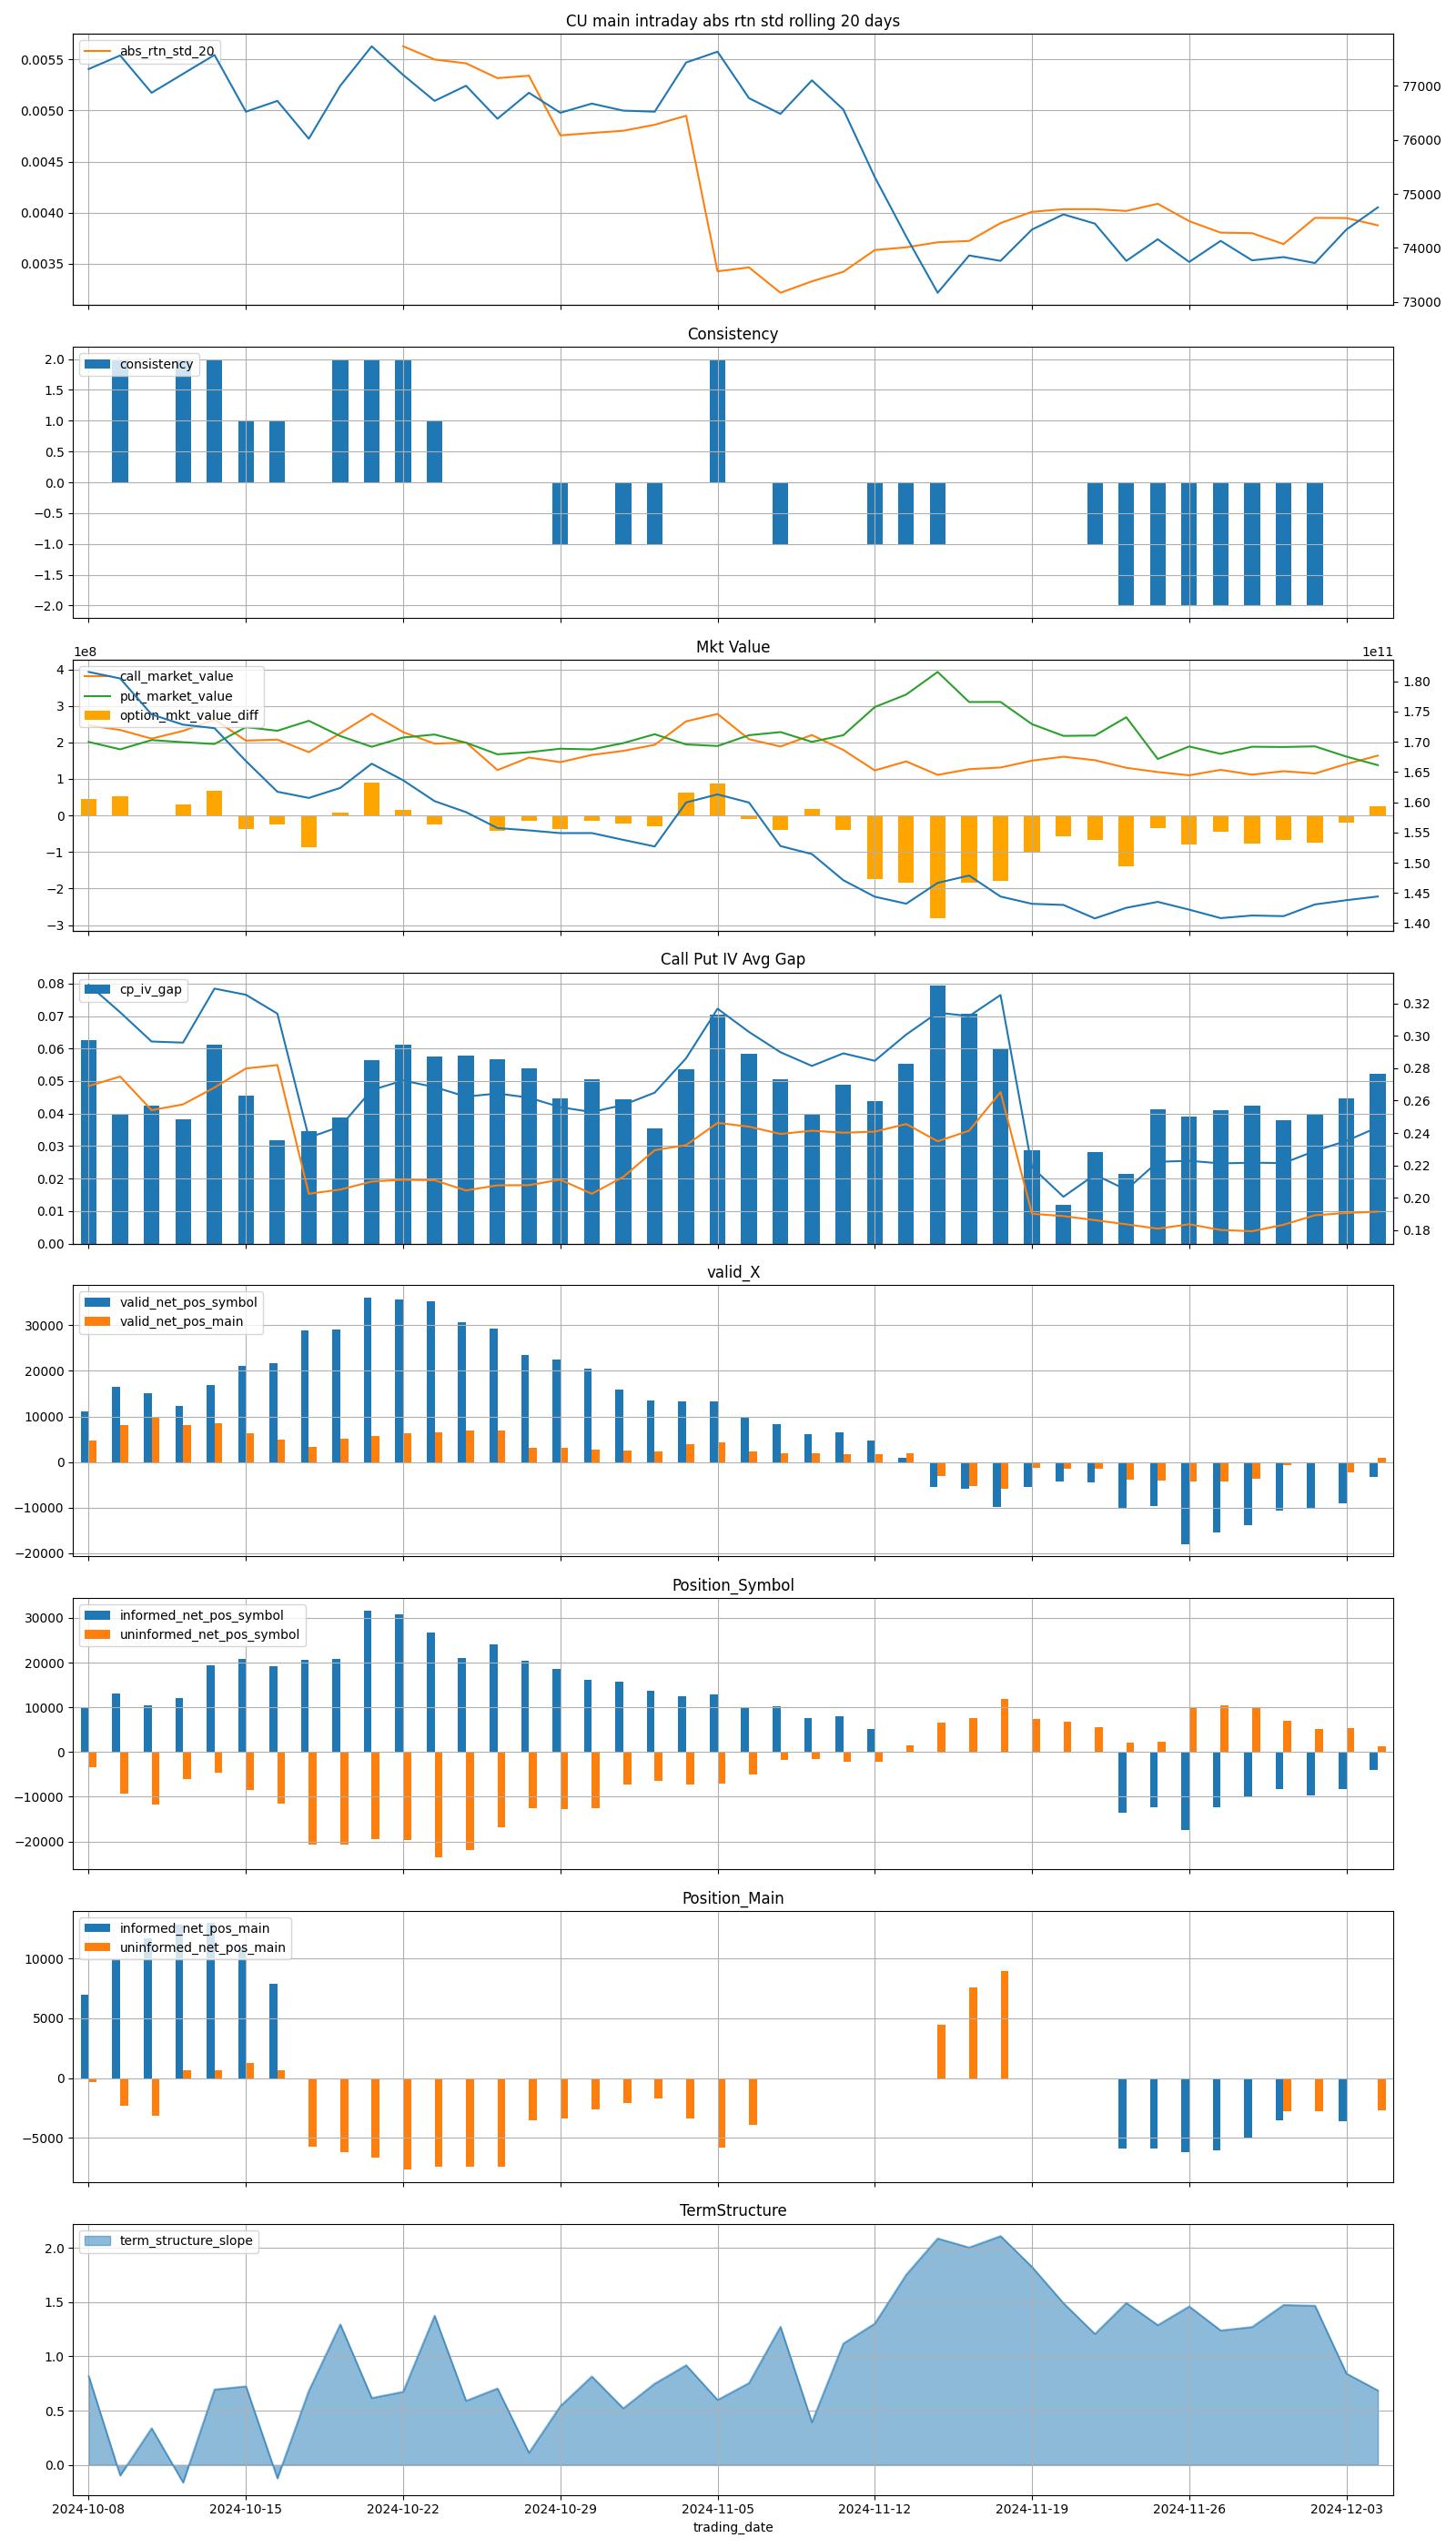 CU main intraday abs rtn std rolling 20 days
abs_rtn_std_20
0.0055
0.0050
0.0045
0.0040
0.0035
77000
76000
75000
74000
73000
Consistency
consistency
2.0
1.5
1.0
0.5
0.0
−0.5
−1.0
−1.5
−2.0
Mkt Value
1e8
1e11
call_market_value
put_market_value
option_mkt_value_diff
4
3
2
1
0
−1
−2
−3
1.80
1.75
1.70
1.65
1.60
1.55
1.50
1.45
1.40
Call Put IV Avg Gap
cp_iv_gap
0.08
0.07
0.06
0.05
0.04
0.03
0.02
0.01
0.00
0.32
0.30
0.28
0.26
0.24
0.22
0.20
0.18
valid_X
valid_net_pos_symbol
valid_net_pos_main
30000
20000
10000
0
−10000
−20000
Position_Symbol
informed_net_pos_symbol
uninformed_net_pos_symbol
30000
20000
10000
0
−10000
−20000
Position_Main
informed_net_pos_main
uninformed_net_pos_main
10000
5000
0
−5000
TermStructure
term_structure_slope
2.0
1.5
1.0
0.5
0.0
2024-10-08 2024-10-15 2024-10-22 2024-10-29 2024-11-05 2024-11-12 2024-11-19 2024-11-26 2024-12-03
trading_date